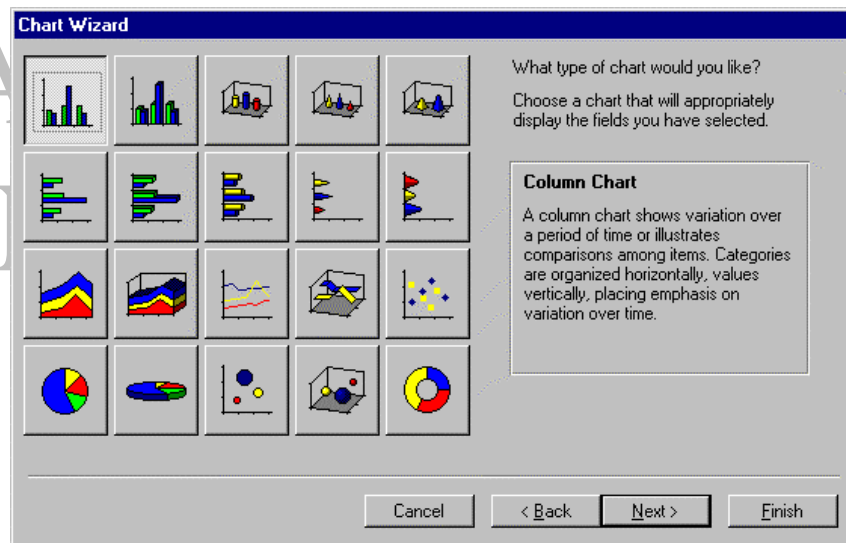 Chart Wizard
What type of chart would you like?
Choose a chart that will appropriately
display the fields you have selected.
Column Chart
A column chart shows variation over
a period of time or illustrates
comparisons among items. Categories
are organized horizontally, values
vertically, placing emphasis on
variation over time.
Cancel
< Back
Next >
Finish